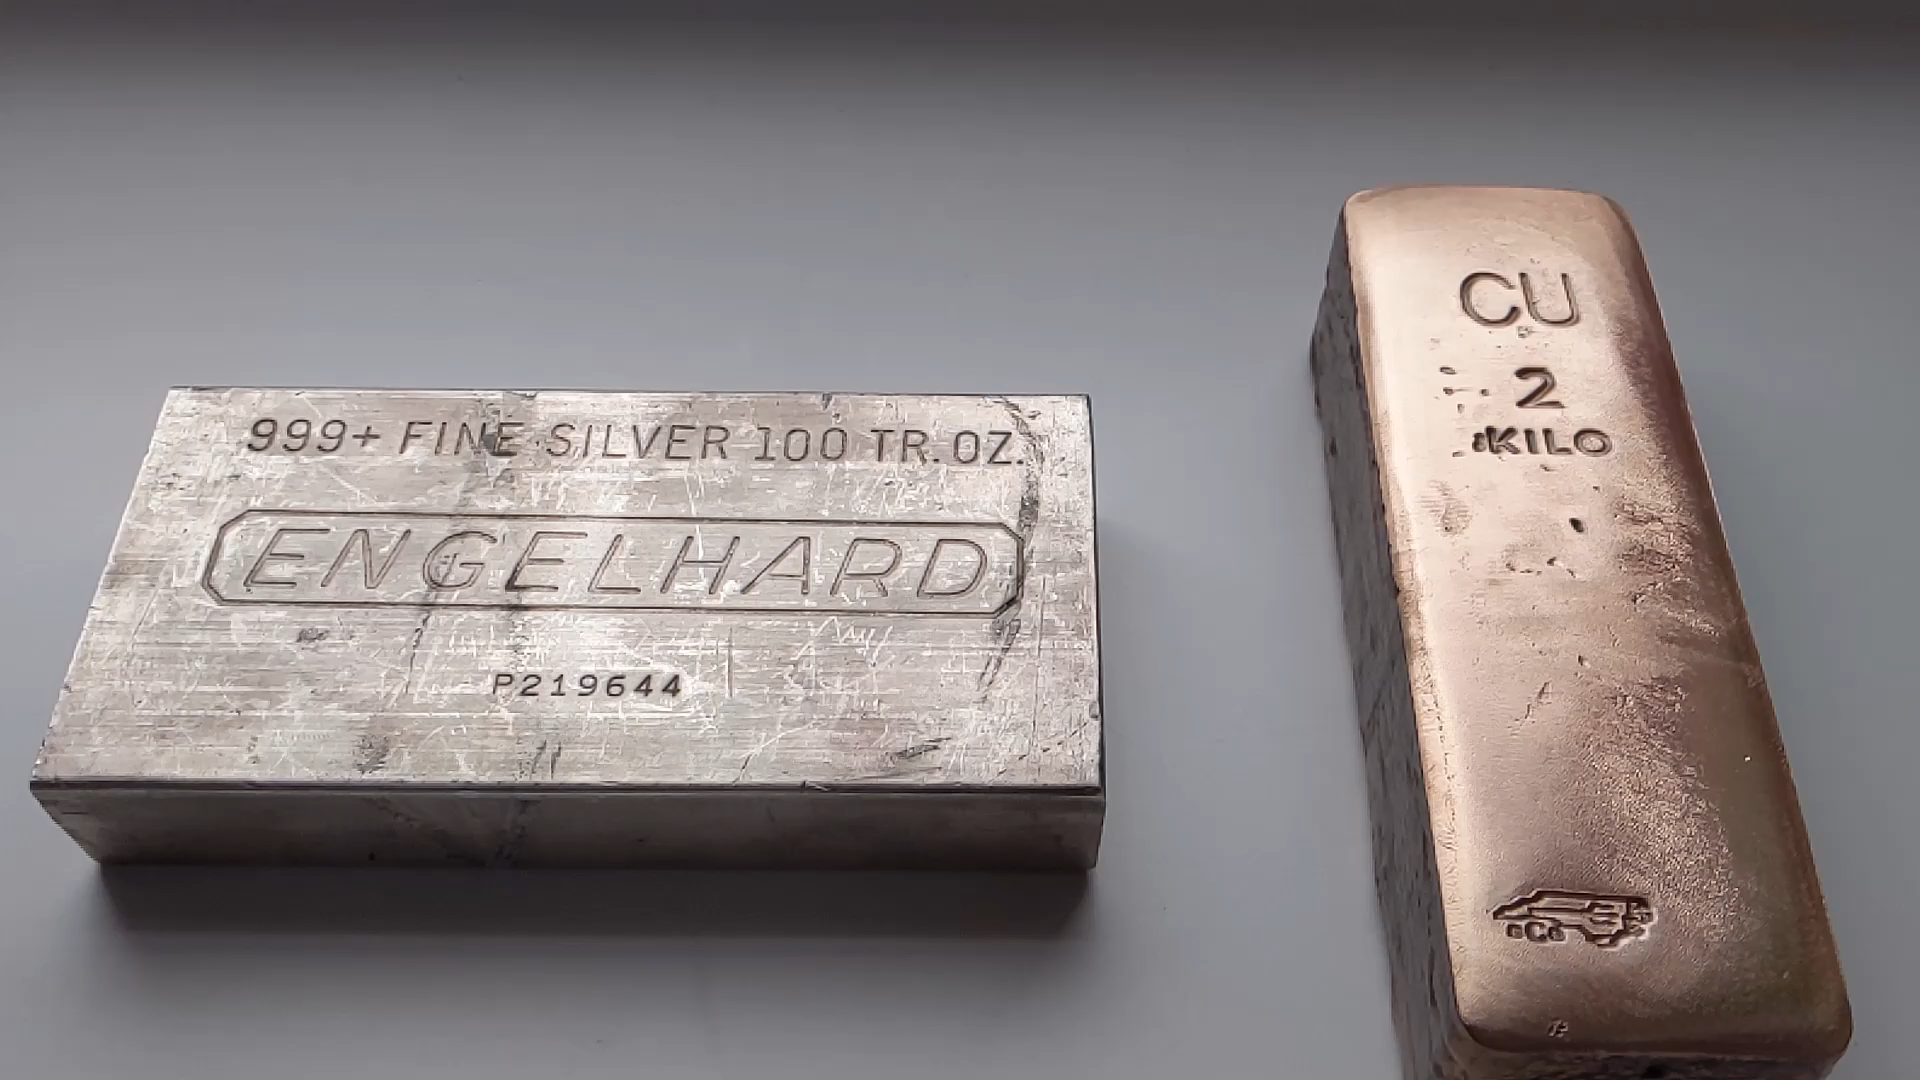 999+ FINE SILVER 100 TR. OZ.
ENGELHARD
P219644
CU
2
KILO